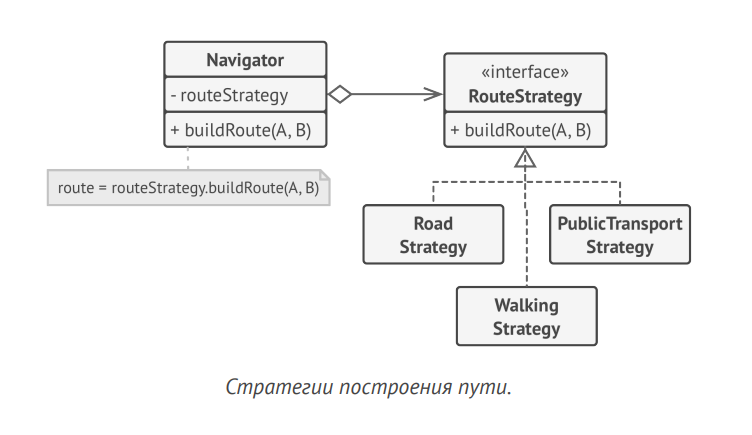 Navigator
- routeStrategy
+ buildRoute(A, B)
route = routeStrategy.buildRoute(A, B)
«interface»
RouteStrategy
+ buildRoute(A, B)
Road
Strategy
PublicTransport
Strategy
Walking
Strategy
Стратегии построения пути.